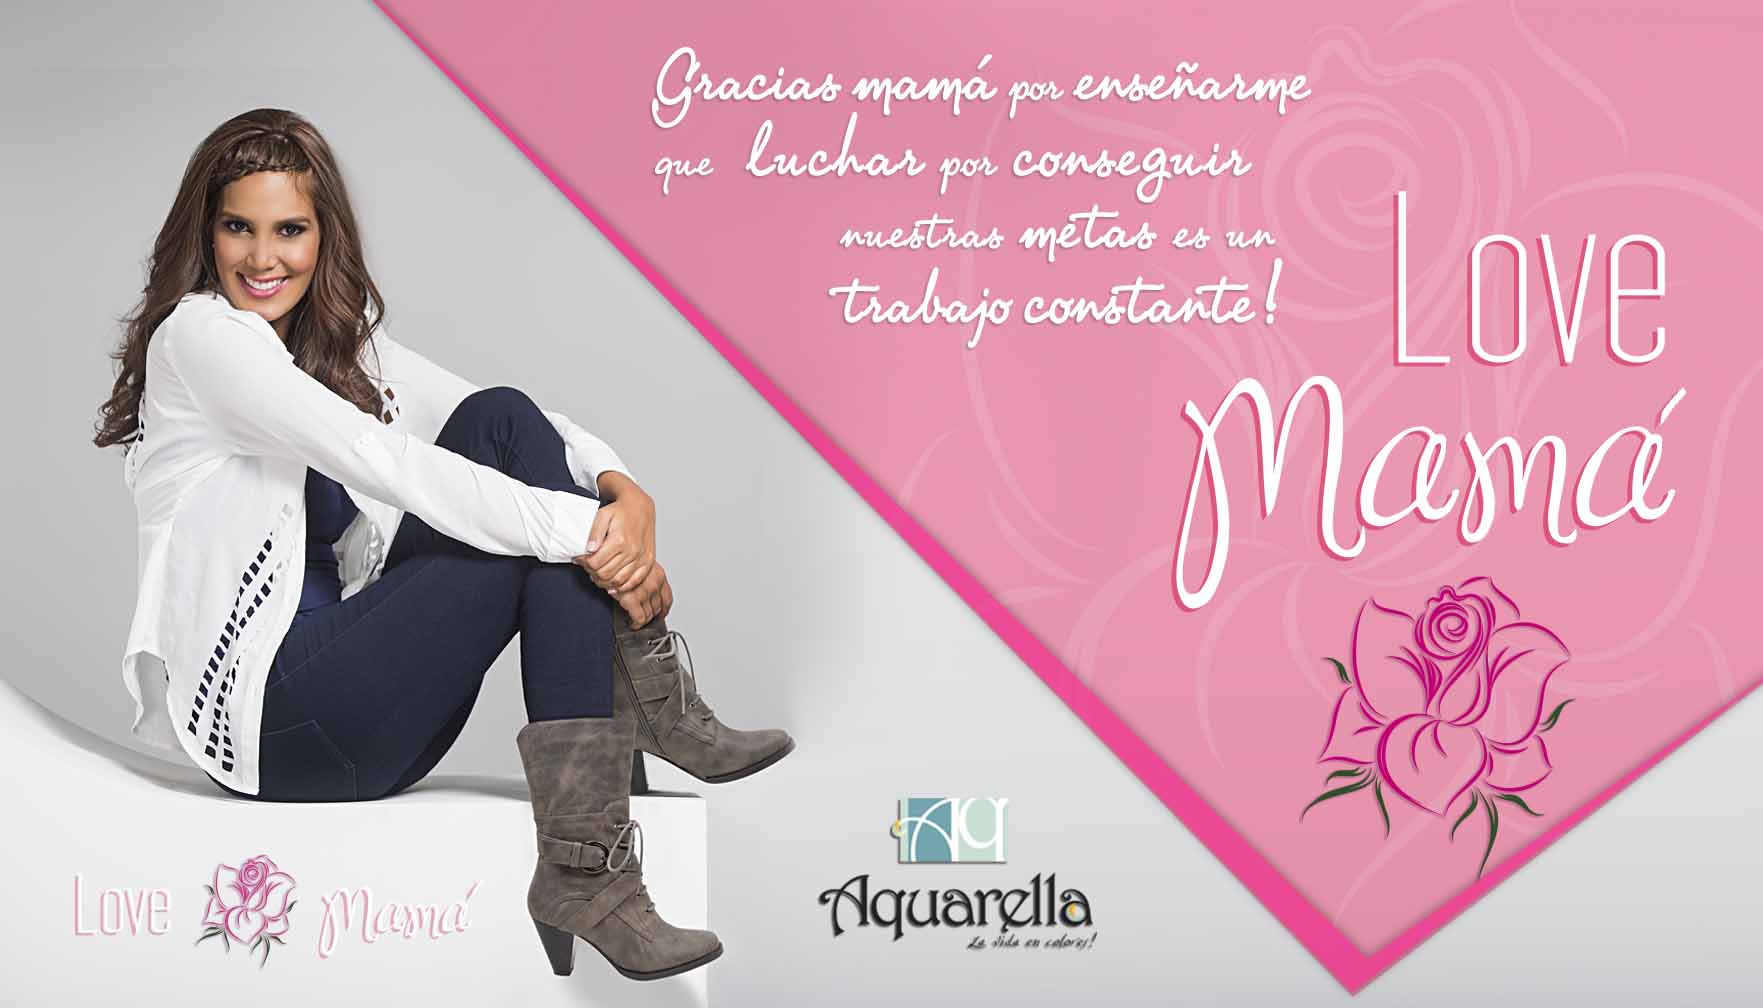 Gracias mamá por enseñarme
que luchar por conseguir
nuestras metas es un
trabajo constante!
Love
Mamá
Love Mamá
AQ
Aquarella
La vida en colores!